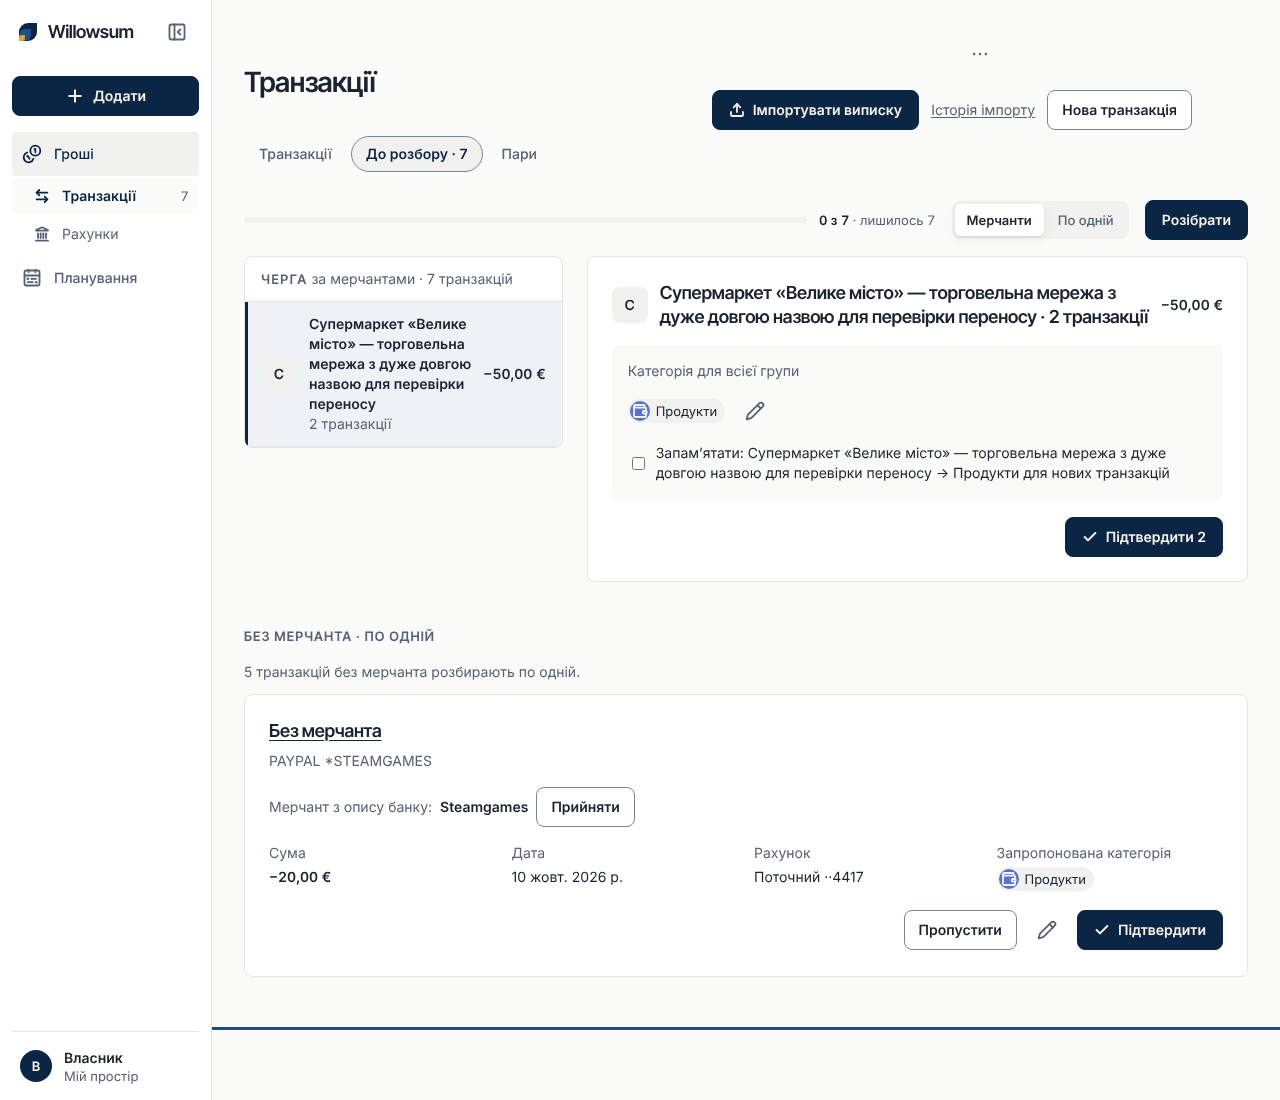 Willowsum
Додати
Гроші
Транзакції 7
Рахунки
Планування
Власник
В
Мій простір
...
Транзакції
Імпортувати виписку Історія імпорту Нова транзакція
Транзакції До розбору · 7 Пари
0 з 7 · лишилось 7 Мерчанти По одній Розібрати
ЧЕРГА за мерчантами · 7 транзакцій
Супермаркет «Велике
місто» — торговельна
мережа з дуже довгою
С −50,00 €
назвою для перевірки
переносу
2 транзакції
С
Супермаркет «Велике місто» — торговельна мережа з
дуже довгою назвою для перевірки переносу · 2 транзакції
−50,00 €
Категорія для всієї групи
Продукти
Запам’ятати: Супермаркет «Велике місто» — торговельна мережа з дуже
довгою назвою для перевірки переносу → Продукти для нових транзакцій
Підтвердити 2
БЕЗ МЕРЧАНТА · ПО ОДНІЙ
5 транзакцій без мерчанта розбирають по одній.
Без мерчанта
PAYPAL *STEAMGAMES
Мерчант з опису банку: Steamgames Прийняти
Сума Дата Рахунок Запропонована категорія
−20,00 € 10 жовт. 2026 р. Поточний ··4417 Продукти
Пропустити Підтвердити